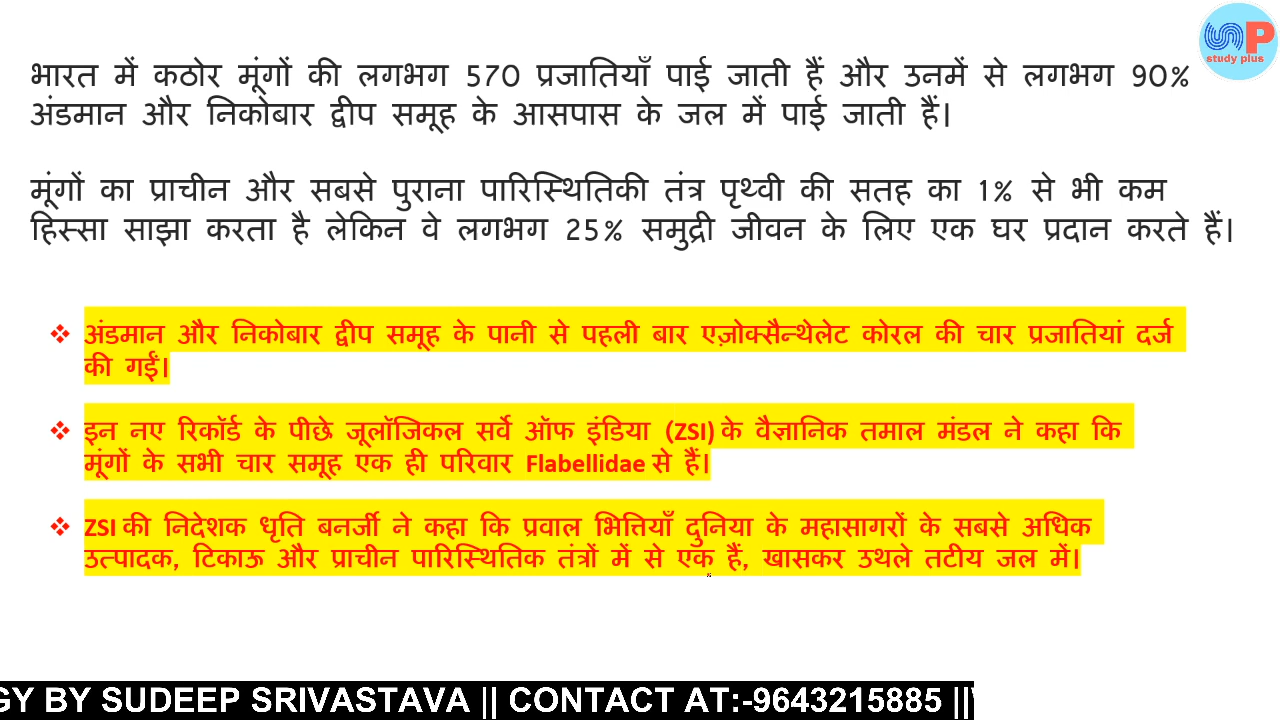 SP
study plus
भारत में कठोर मूंगों की लगभग 570 प्रजातियाँ पाई जाती हैं और उनमें से लगभग 90%
अंडमान और निकोबार द्वीप समूह के आसपास के जल में पाई जाती हैं।
मूंगों का प्राचीन और सबसे पुराना पारिस्थितिकी तंत्र पृथ्वी की सतह का 1% से भी कम
हिस्सा साझा करता है लेकिन वे लगभग 25% समुद्री जीवन के लिए एक घर प्रदान करते हैं।
❖ अंडमान और निकोबार द्वीप समूह के पानी से पहली बार एज़ोक्सैन्थेलेट कोरल की चार प्रजातियां दर्ज
की गईं।
❖ इन नए रिकॉर्ड के पीछे जूलॉजिकल सर्वे ऑफ इंडिया (ZSI) के वैज्ञानिक तमाल मंडल ने कहा कि
मूंगों के सभी चार समूह एक ही परिवार Flabellidae से हैं।
❖ ZSI की निदेशक धृति बनर्जी ने कहा कि प्रवाल भित्तियाँ दुनिया के महासागरों के सबसे अधिक
उत्पादक, टिकाऊ और प्राचीन पारिस्थितिक तंत्रों में से एक हैं, खासकर उथले तटीय जल में।
GY BY SUDEEP SRIVASTAVA || CONTACT AT:-9643215885 ||